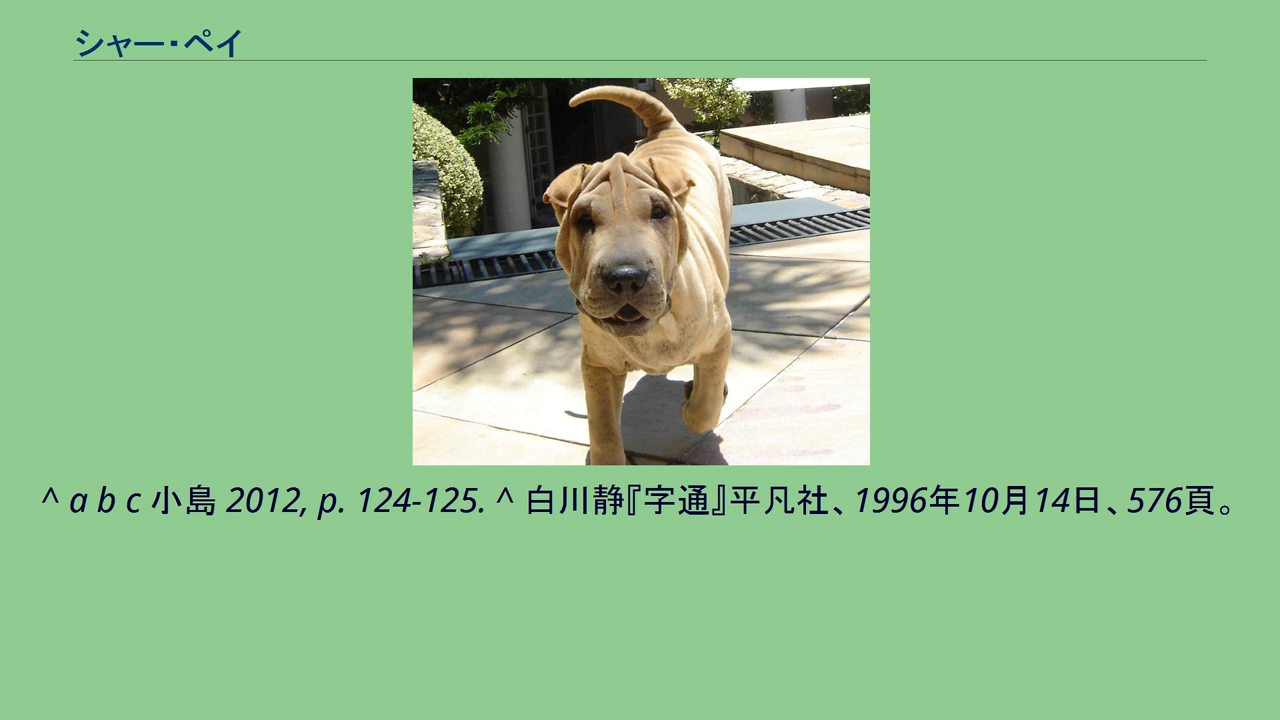 シャー・ペイ
^ a b c 小島 2012, p. 124-125. ^ 白川静『字通』平凡社、1996年10月14日、576頁。